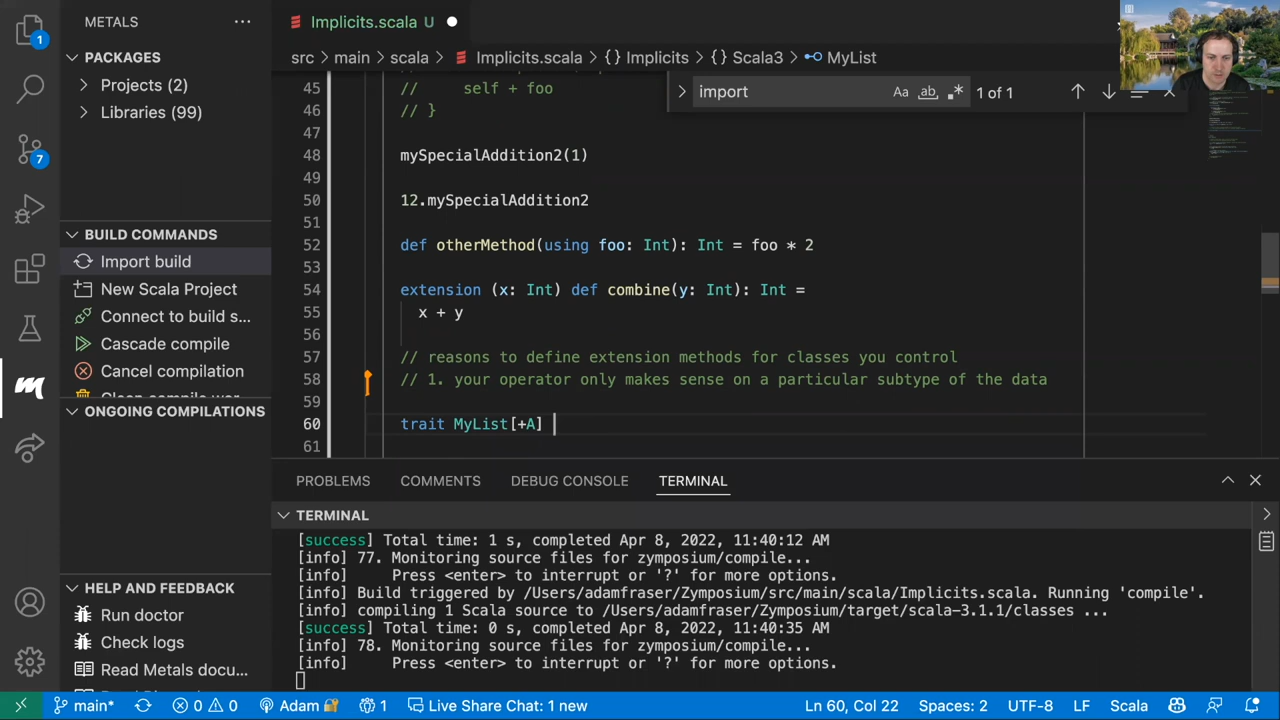 METALS
PACKAGES
Projects (2)
Libraries (99)
BUILD COMMANDS
Import build
New Scala Project
Connect to build s...
Cascade compile
Cancel compilation
ONGOING COMPILATIONS
HELP AND FEEDBACK
Run doctor
Check logs
Read Metals docu...
1
7
Implicits.scala U
src > main > scala > Implicits.scala > {} Implicits > {} Scala3 > MyList
import
Aa ab 1 of 1
45 // self + foo
46 // }
47
48 mySpecialAddition2(1)
49
50 12.mySpecialAddition2
51
52 def otherMethod(using foo: Int): Int = foo * 2
53
54 extension (x: Int) def combine(y: Int): Int =
55 x + y
56
57 // reasons to define extension methods for classes you control
58 // 1. your operator only makes sense on a particular subtype of the data
59
60 trait MyList[+A]
61
PROBLEMS COMMENTS DEBUG CONSOLE TERMINAL
TERMINAL
[success] Total time: 1 s, completed Apr 8, 2022, 11:40:12 AM
[info] 77. Monitoring source files for zymposium/compile...
[info] Press <enter> to interrupt or '?' for more options.
[info] Build triggered by /Users/adamfraser/Zymposium/src/main/scala/Implicits.scala. Running 'compile'.
[info] compiling 1 Scala source to /Users/adamfraser/Zymposium/target/scala-3.1.1/classes ...
[success] Total time: 0 s, completed Apr 8, 2022, 11:40:35 AM
[info] 78. Monitoring source files for zymposium/compile...
[info] Press <enter> to interrupt or '?' for more options.
main* 0 0 Adam 1 Live Share Chat: 1 new Ln 60, Col 22 Spaces: 2 UTF-8 LF Scala